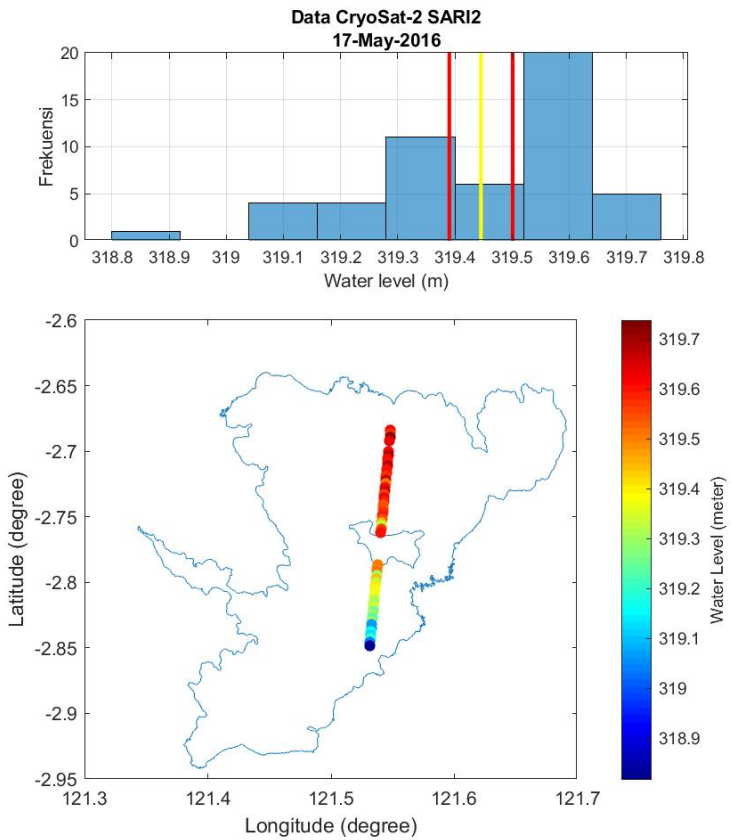 Data CryoSat-2 SARI2
17-May-2016
Frekuensi
20
15
10
5
0
318.8 318.9 319 319.1 319.2 319.3 319.4 319.5 319.6 319.7 319.8
Water level (m)
Latitude (degree)
-2.6
-2.65
-2.7
-2.75
-2.8
-2.85
-2.9
-2.95
121.3 121.4 121.5 121.6 121.7
Longitude (degree)
319.7
319.6
319.5
319.4
319.3
319.2
319.1
319
318.9
Water Level (meter)